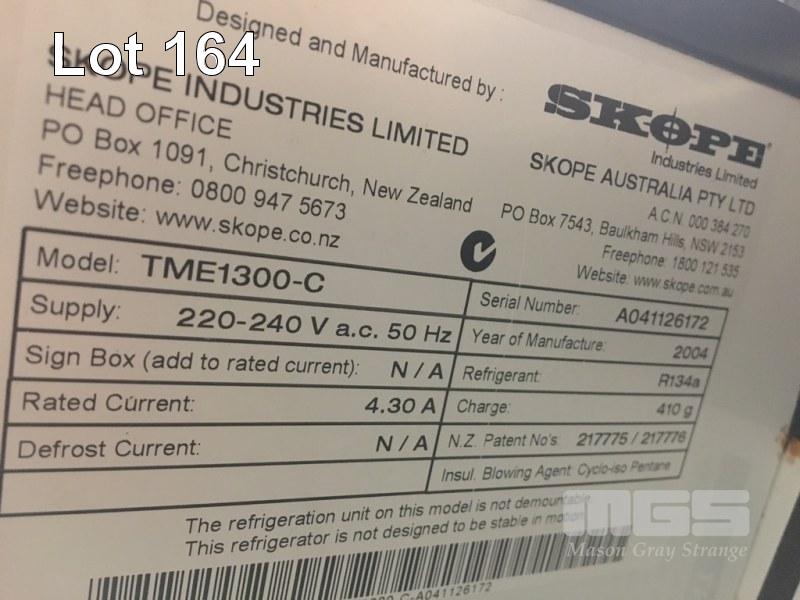 Lot 164
Designed and Manufactured by :
SKOPE INDUSTRIES LIMITED
HEAD OFFICE
PO Box 1091, Christchurch, New Zealand
Freephone: 0800 947 5673
Website: www.skope.co.nz
SKOPE
Industries Limited
SKOPE AUSTRALIA PTY LTD
A.C.N. 000 384 270
PO Box 7543, Baulkham Hills, NSW 2153
Freephone: 1800 121 535
Website: www.skope.com.au
Model: TME1300-C
Supply: 220-240 V a.c. 50 Hz
Sign Box (add to rated current): N / A
Rated Current: 4.30 A
Defrost Current: N / A
Serial Number: A041126172
Year of Manufacture: 2004
Refrigerant: R134a
Charge: 410 g
N.Z. Patent No's: 217775 / 217776
Insul. Blowing Agent: Cyclo-iso Pentane
The refrigeration unit on this model is not demountable
This refrigerator is not designed to be stable in motion
C-A041126172
MGS
Mason Gray Strange